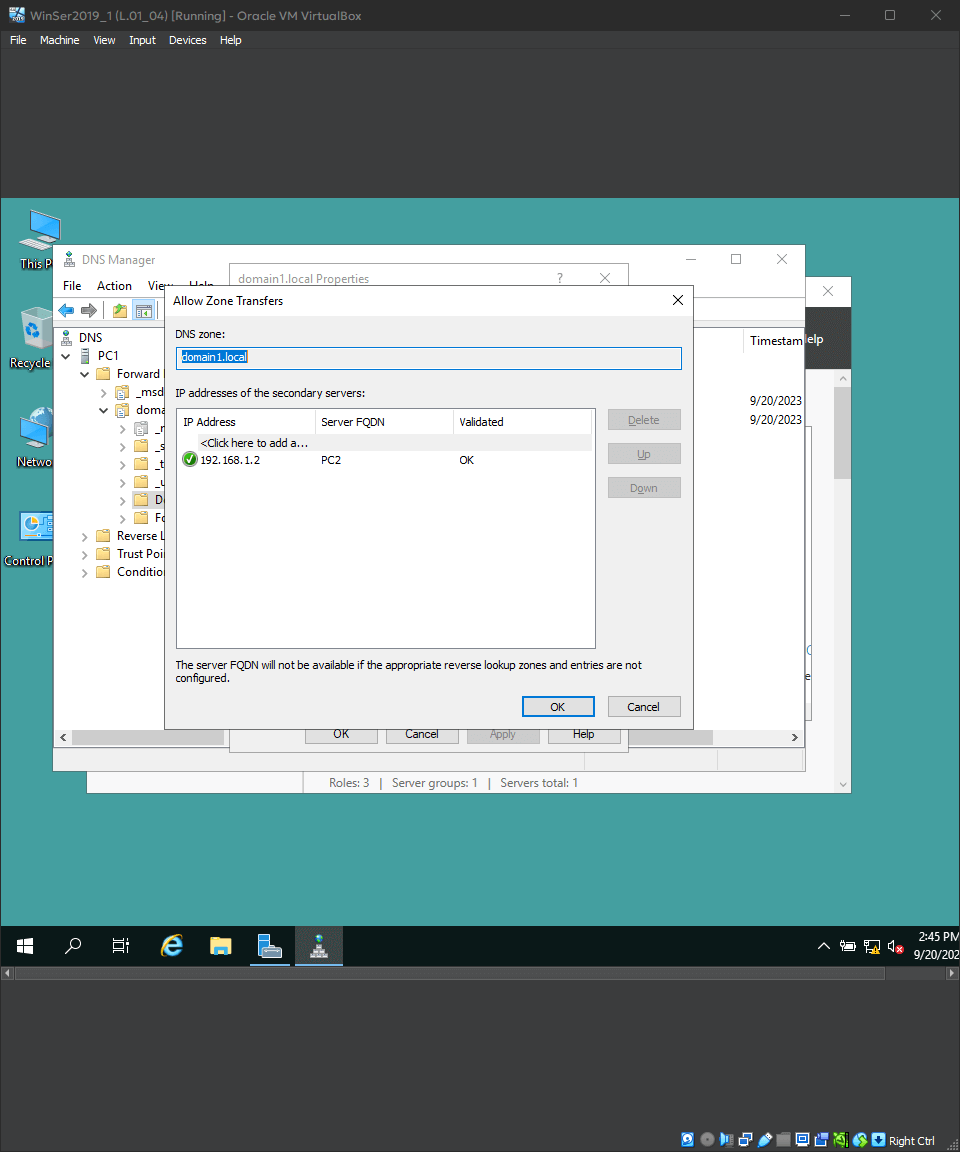 WinSer2019_1 (L.01_04) [Running] - Oracle VM VirtualBox
File Machine View Input Devices Help
This P
Recycle
Netwo
Control P
DNS Manager
File Action View Help
domain1.local Properties
?
elp
DNS
PC1
Forward
_msd
doma
_s
_t
_u
D
Fo
Reverse L
Trust Poi
Conditio
Timestam
9/20/2023
9/20/2023
Allow Zone Transfers
DNS zone:
domain1.local
IP addresses of the secondary servers:
IP Address Server FQDN Validated
<Click here to add a...
192.168.1.2 PC2 OK
Delete
Up
Down
The server FQDN will not be available if the appropriate reverse lookup zones and entries are not
configured.
OK Cancel
OK Cancel Apply Help
Roles: 3 | Server groups: 1 | Servers total: 1
2:45 PM
9/20/202
Right Ctrl